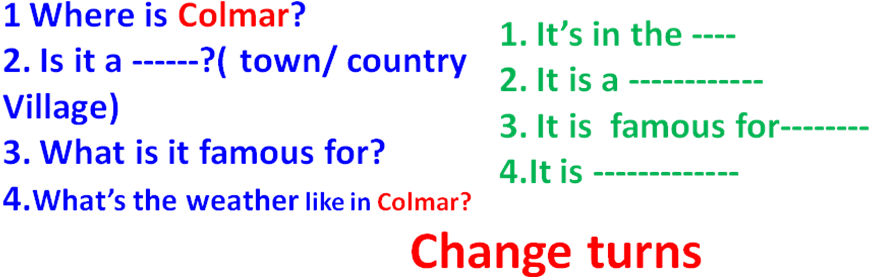 1 Where is Colmar?
2. Is it a ------?( town/ country
Village)
3. What is it famous for?
4.What's the weather like in Colmar?
1. It's in the ----
2. It is a ------------
3. It is  famous for--------
4.It is -------------
Change turns